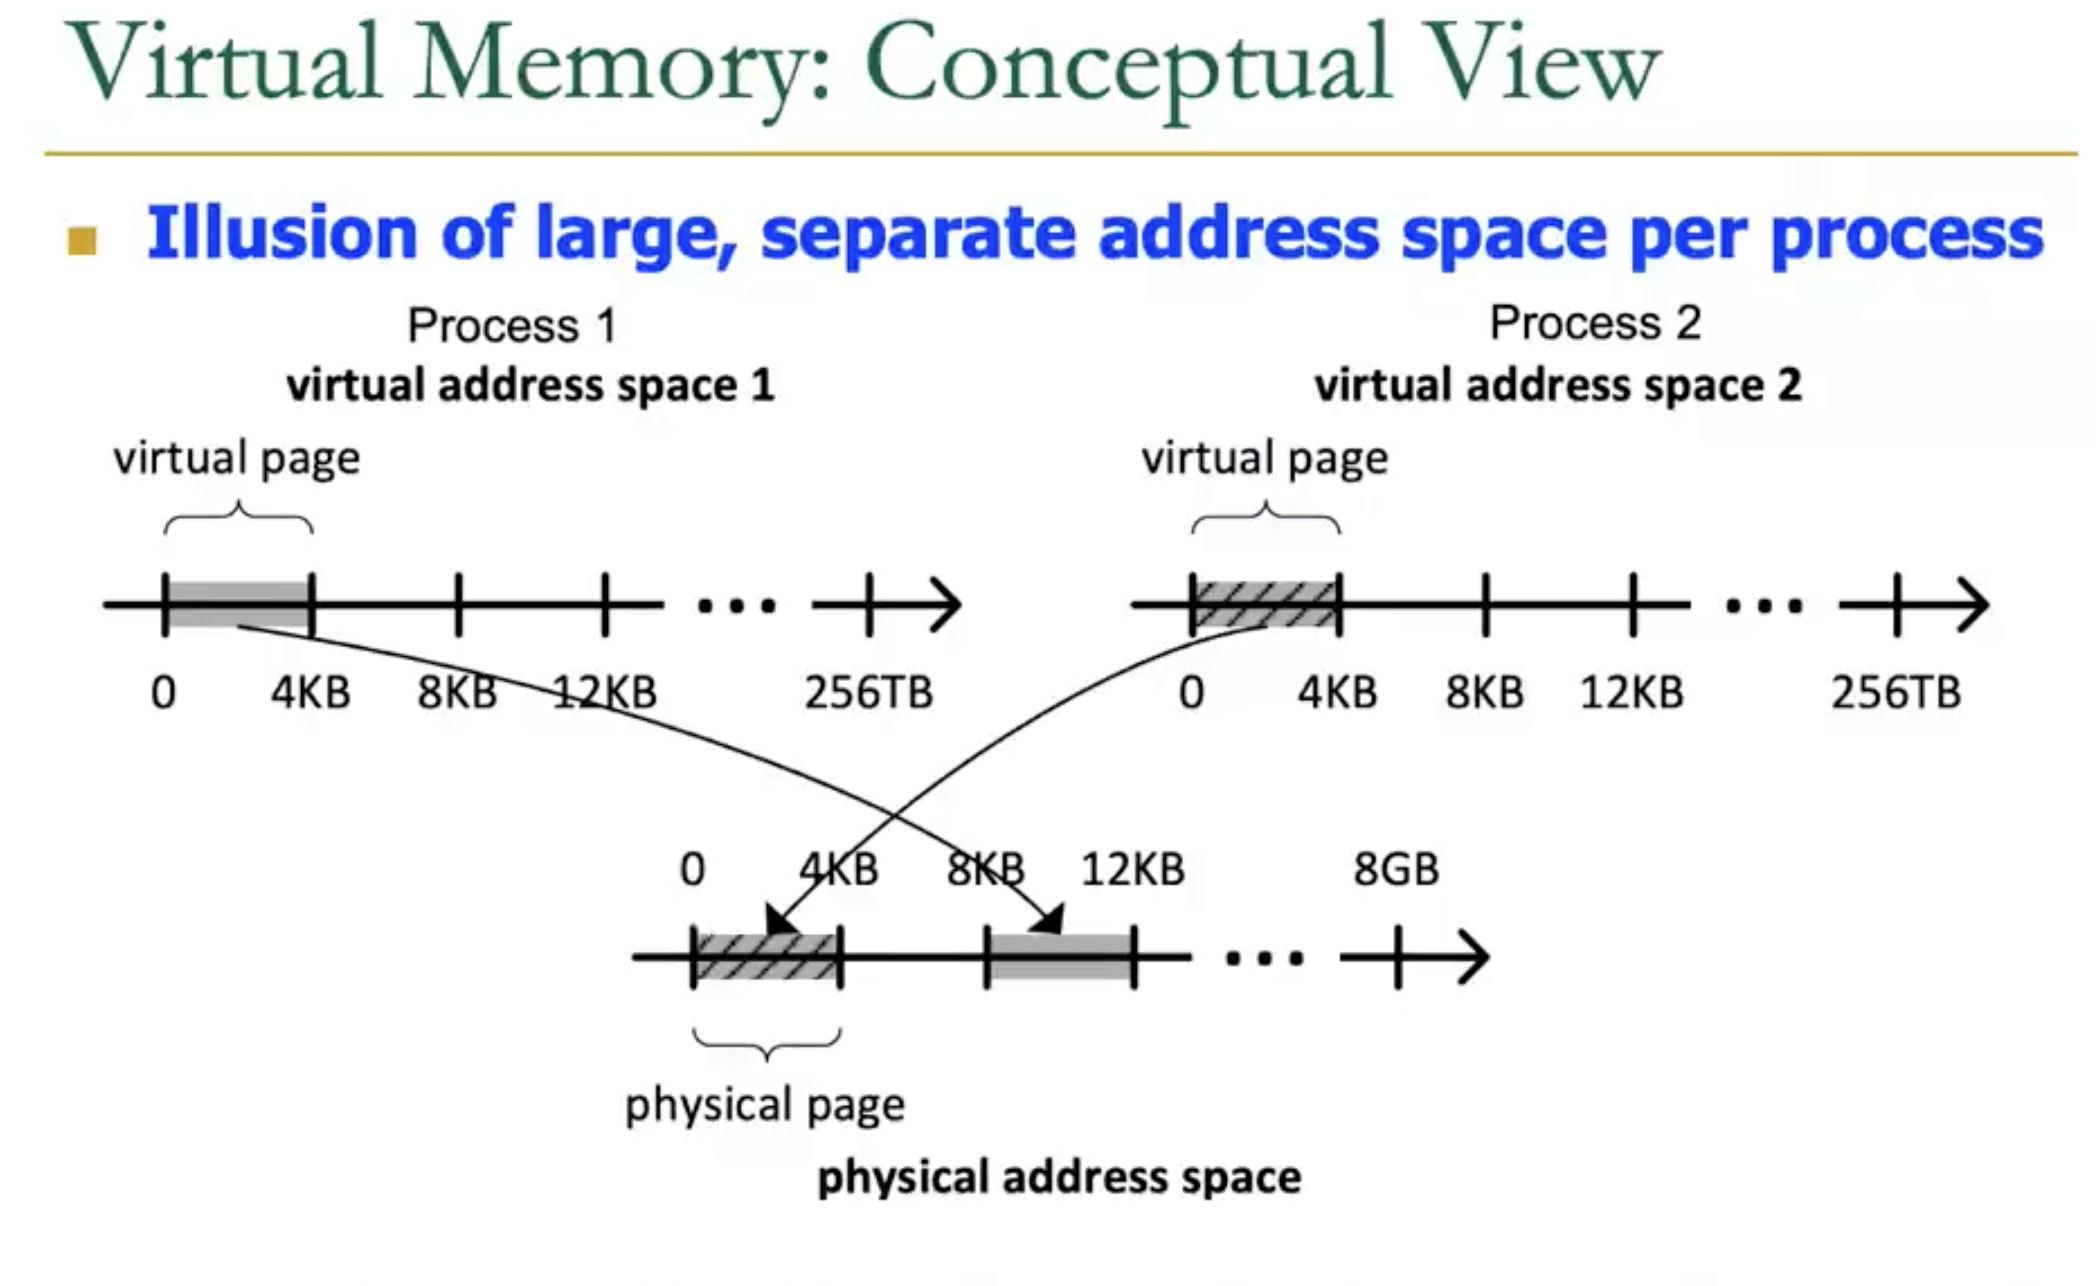 Virtual Memory: Conceptual View
Illusion of large, separate address space per process
Process 1
virtual address space 1
virtual page
0 4KB 8KB 12KB ... 256TB
Process 2
virtual address space 2
virtual page
0 4KB 8KB 12KB ... 256TB
0 4KB 8KB 12KB 8GB
...
physical page
physical address space